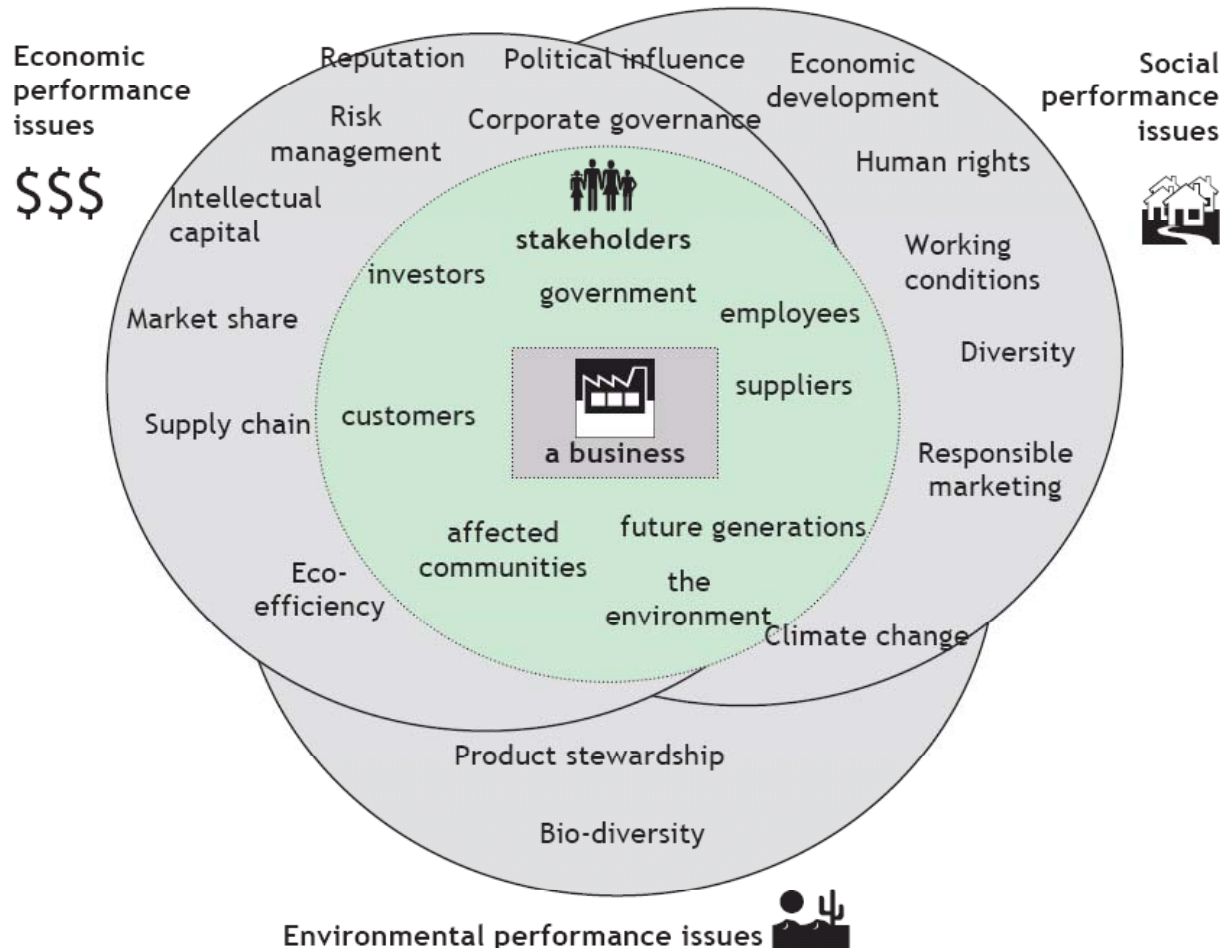 Economic
performance
issues
$$$
Reputation
Political influence
Economic
development
Social
performance
issues
Risk
management
Corporate governance
Human rights
Intellectual
capital
stakeholders
Working
conditions
investors
government
employees
Market share
Diversity
suppliers
customers
Supply chain
a business
Responsible
marketing
affected
communities
future generations
Eco-
efficiency
the
environment
Climate change
Product stewardship
Bio-diversity
Environmental performance issues